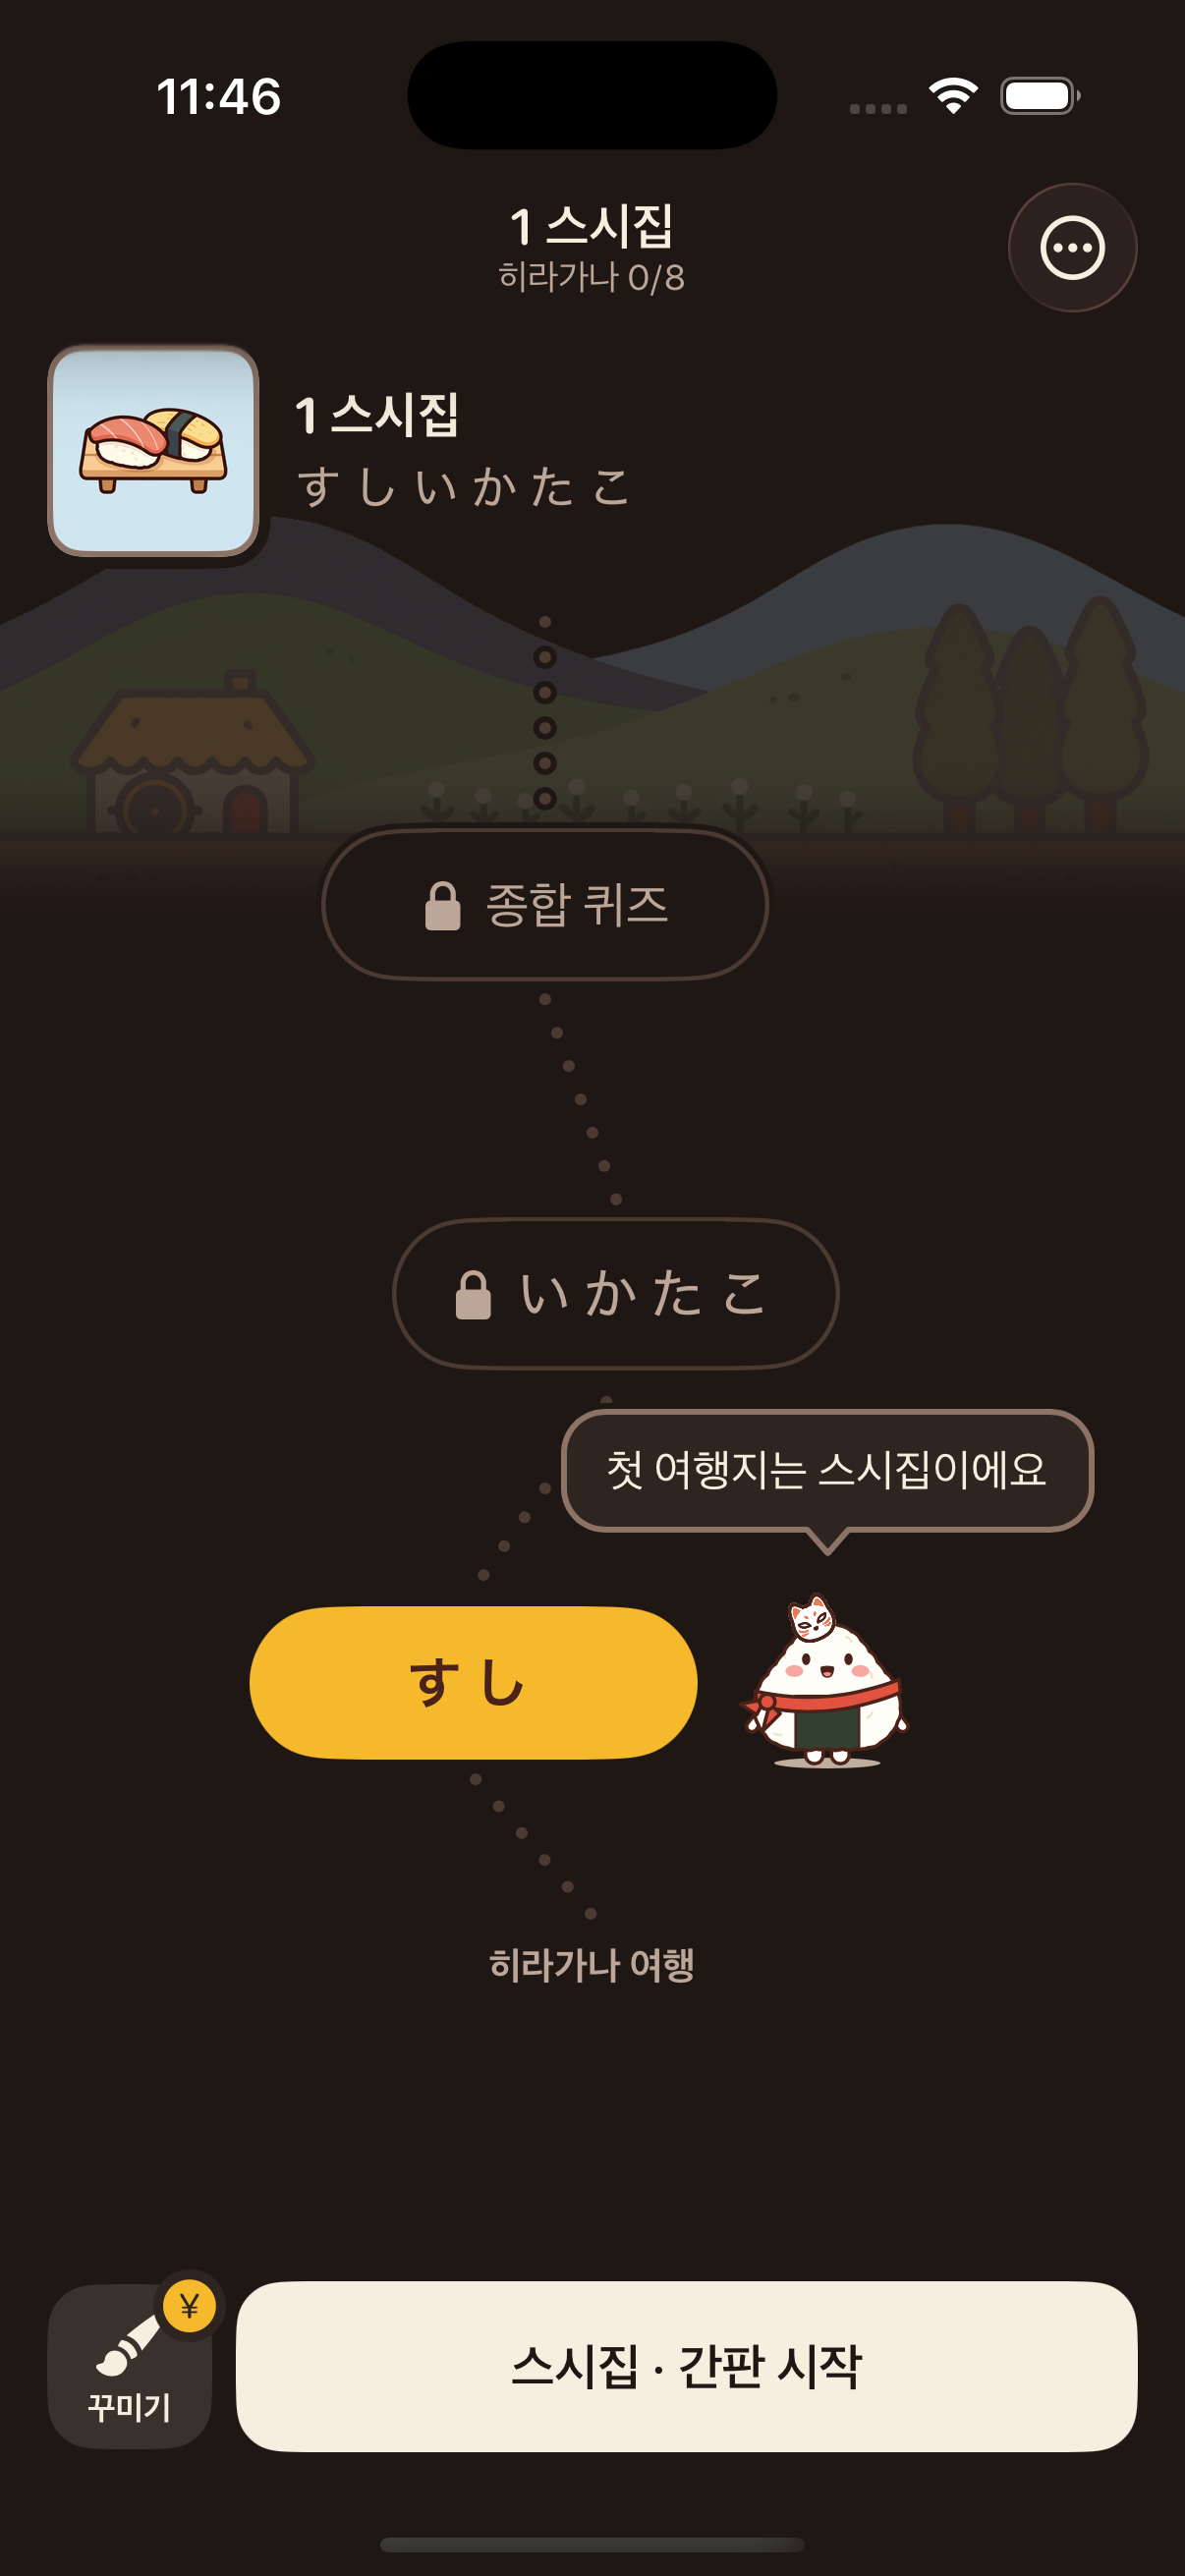 11:46
1 스시집
히라가나 0/8
1 스시집
す し い か た こ
종합 퀴즈
い か た こ
첫 여행지는 스시집이에요
す し
히라가나 여행
¥
꾸미기
스시집 · 간판 시작